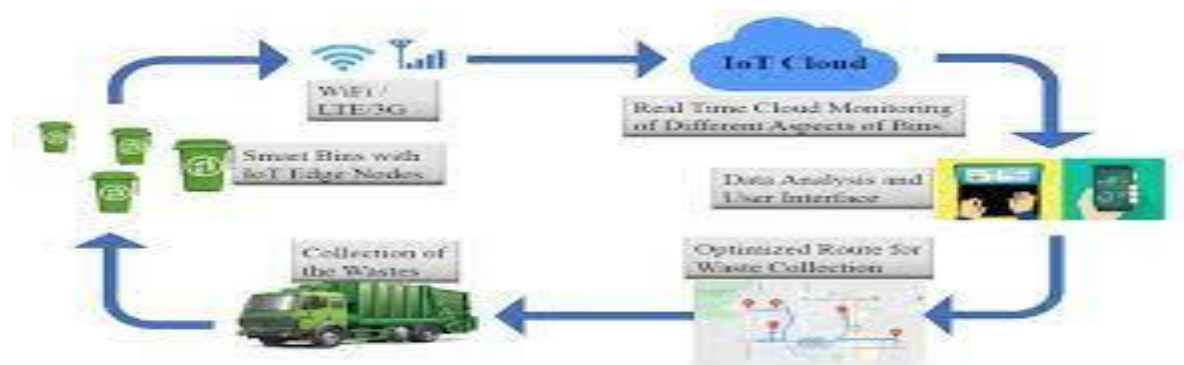 WiFi /
LTE/3G
IoT Cloud
Real Time Cloud Monitoring
of Different Aspects of Bins
Smart Bins with
IoT Edge Nodes
Data Analysis and
User Interface
Collection of
the Wastes
Optimized Route for
Waste Collection